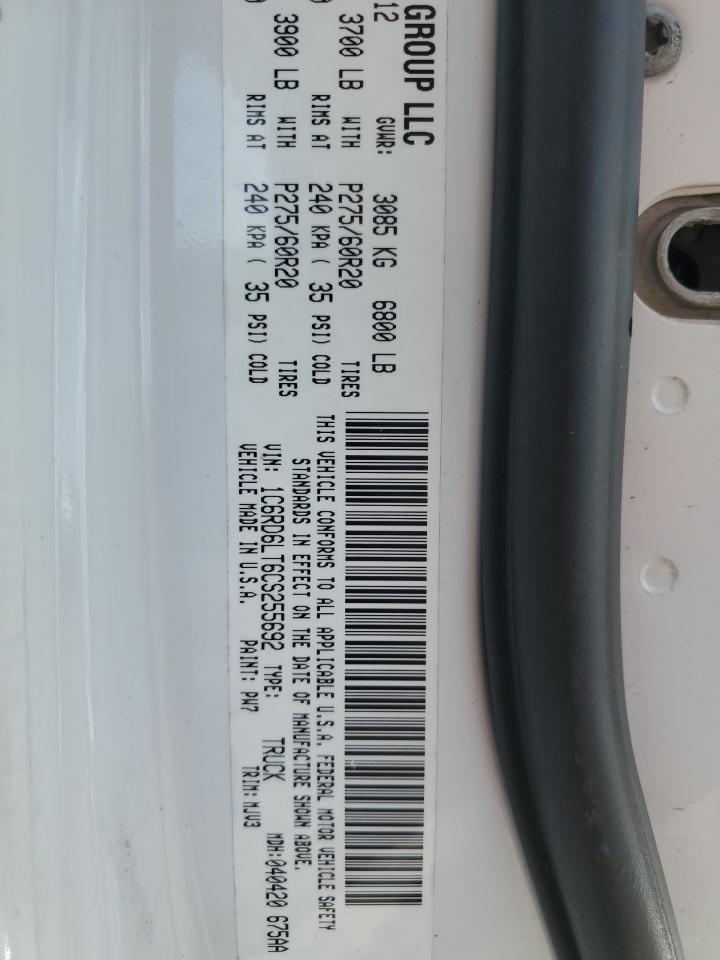 GROUP LLC
12 GVWR: 3085 KG 6800 LB
3700 LB WITH P275/60R20 TIRES
RIMS AT 240 KPA ( 35 PSI) COLD
3900 LB WITH P275/60R20 TIRES
RIMS AT 240 KPA ( 35 PSI) COLD
THIS VEHICLE CONFORMS TO ALL APPLICABLE U.S.A. FEDERAL MOTOR VEHICLE SAFETY
STANDARDS IN EFFECT ON THE DATE OF MANUFACTURE SHOWN ABOVE.
VIN: 1C6RD6LT6CS255692 TYPE: TRUCK MDH:040420 675AA
VEHICLE MADE IN U.S.A. PAINT: PW7 TRIM:MJV3